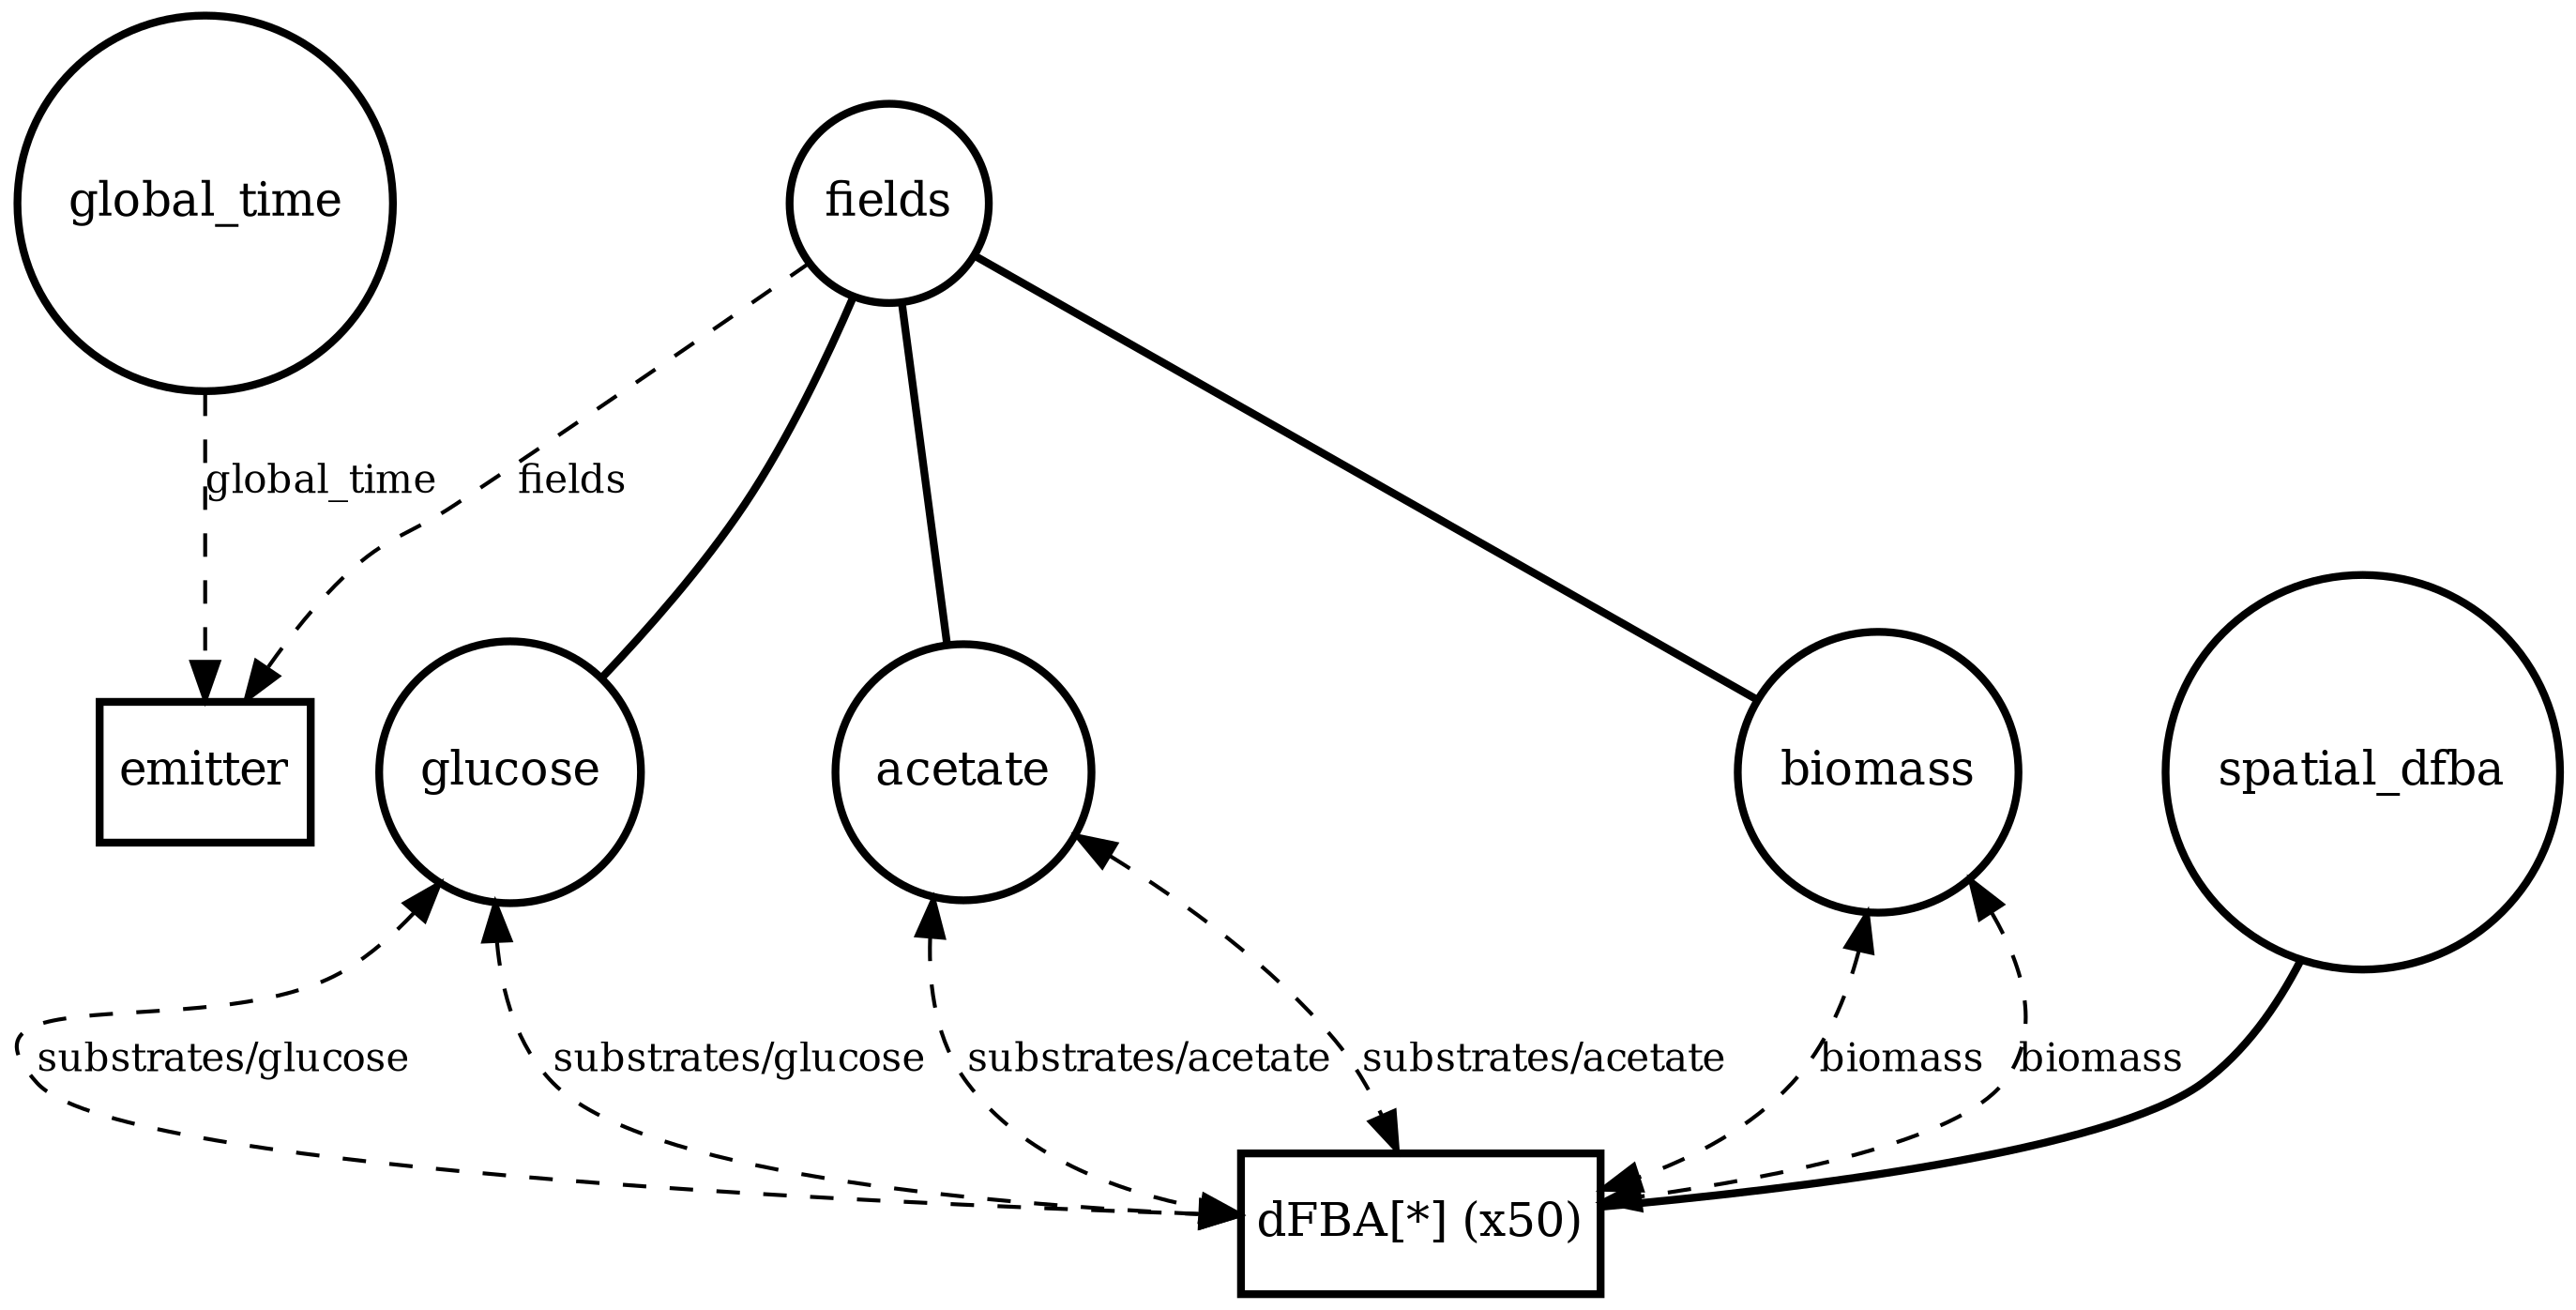 global_time
fields
global_time
fields
emitter
glucose
acetate
biomass
spatial_dfba
substrates/glucose
substrates/glucose
substrates/acetate
substrates/acetate
biomass
biomass
dFBA[*] (x50)